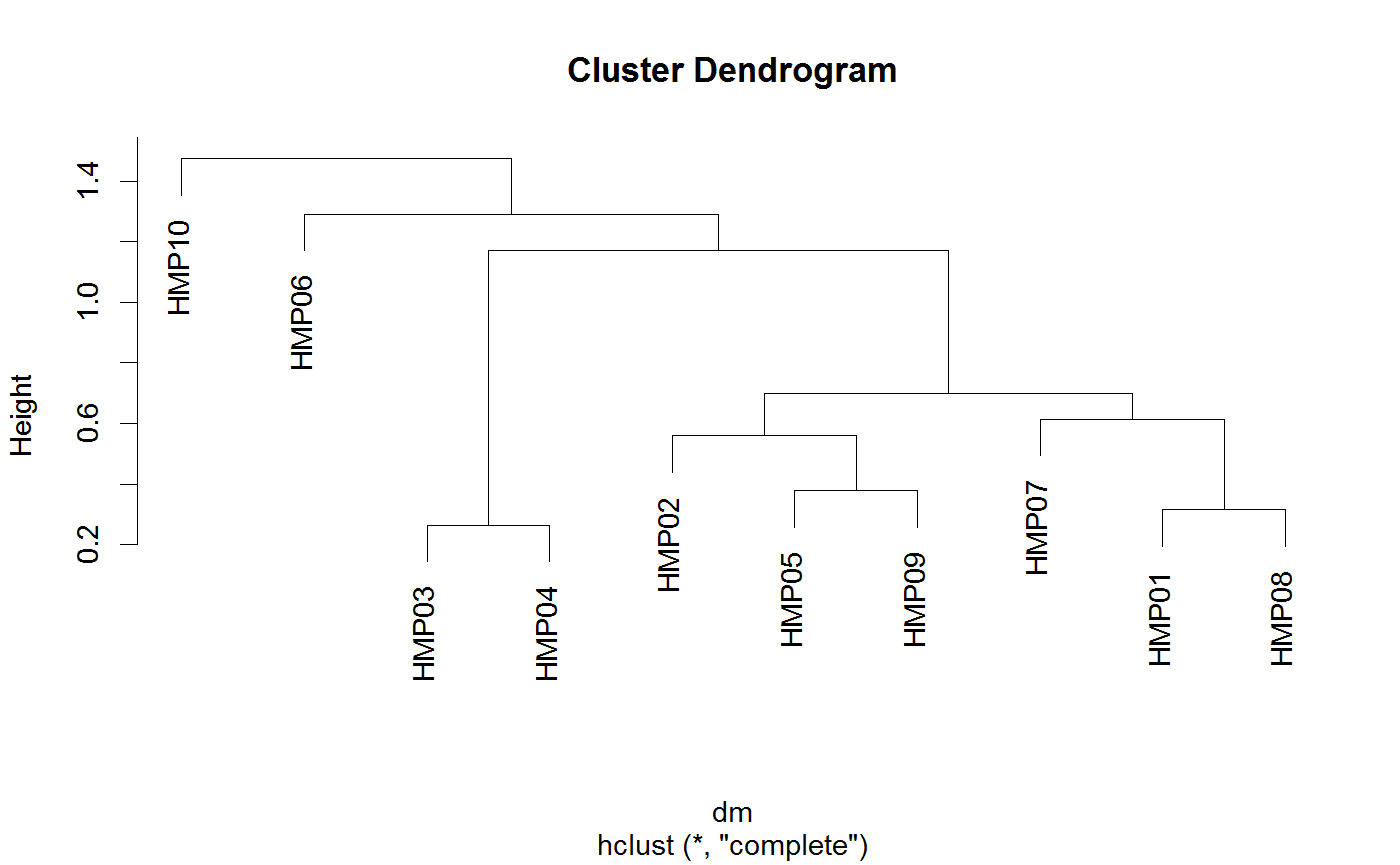 Cluster Dendrogram
Height
1.4
1.0
0.6
0.2
HMP10
HMP06
HMP03
HMP04
HMP02
HMP05
HMP09
HMP07
HMP01
HMP08
dm
hclust (*, "complete")